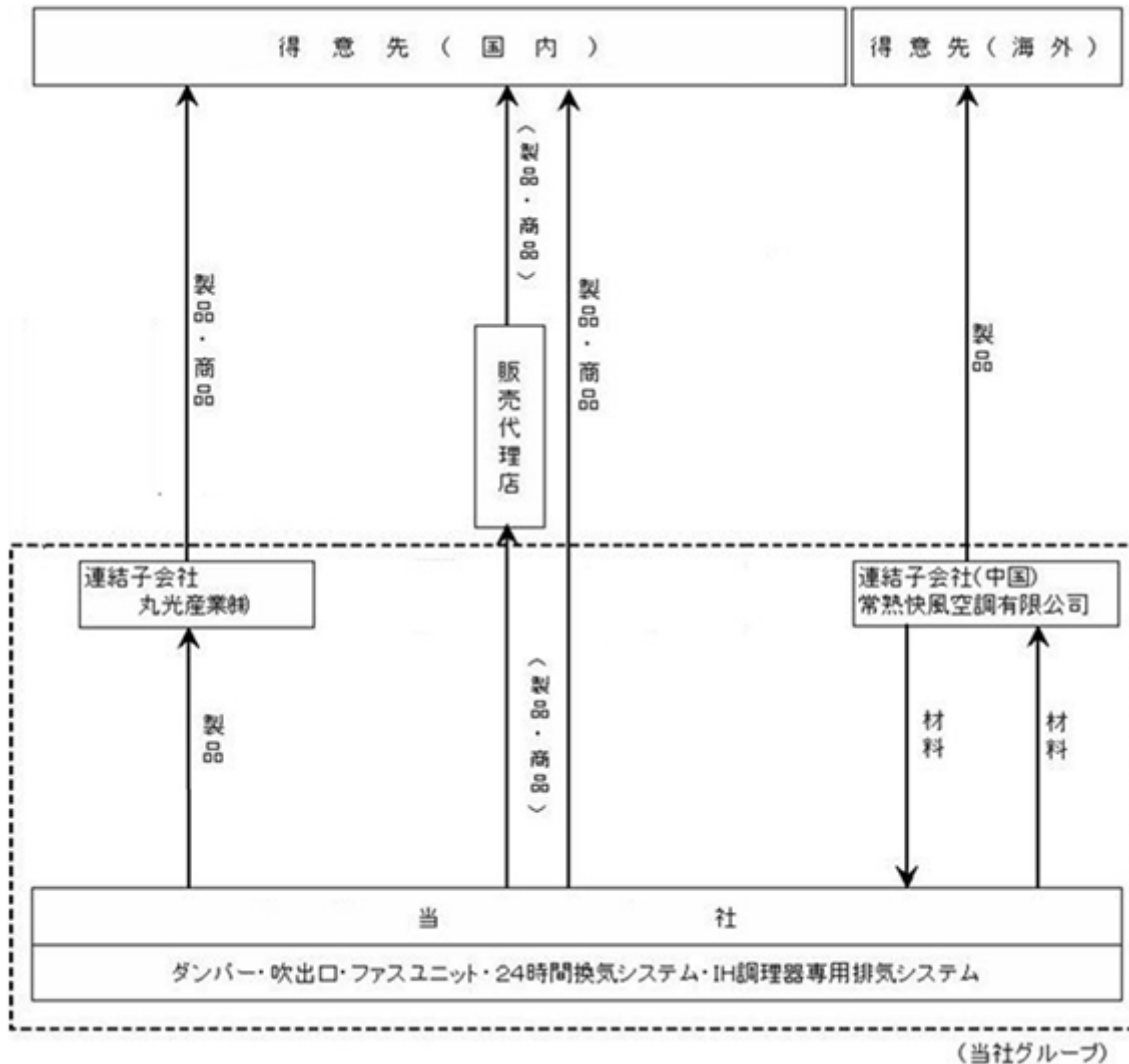 得意先(国内)
得意先(海外)
〈製品・商品〉
製品・商品
製品・商品
製品
販売代理店
連結子会社
丸光産業㈱
連結子会社(中国)
常熟快風空調有限公司
製品
〈製品・商品〉
材料
材料
当社
ダンパー・吹出口・ファスユニット・24時間換気システム・IH調理器専用排気システム
(当社グループ)